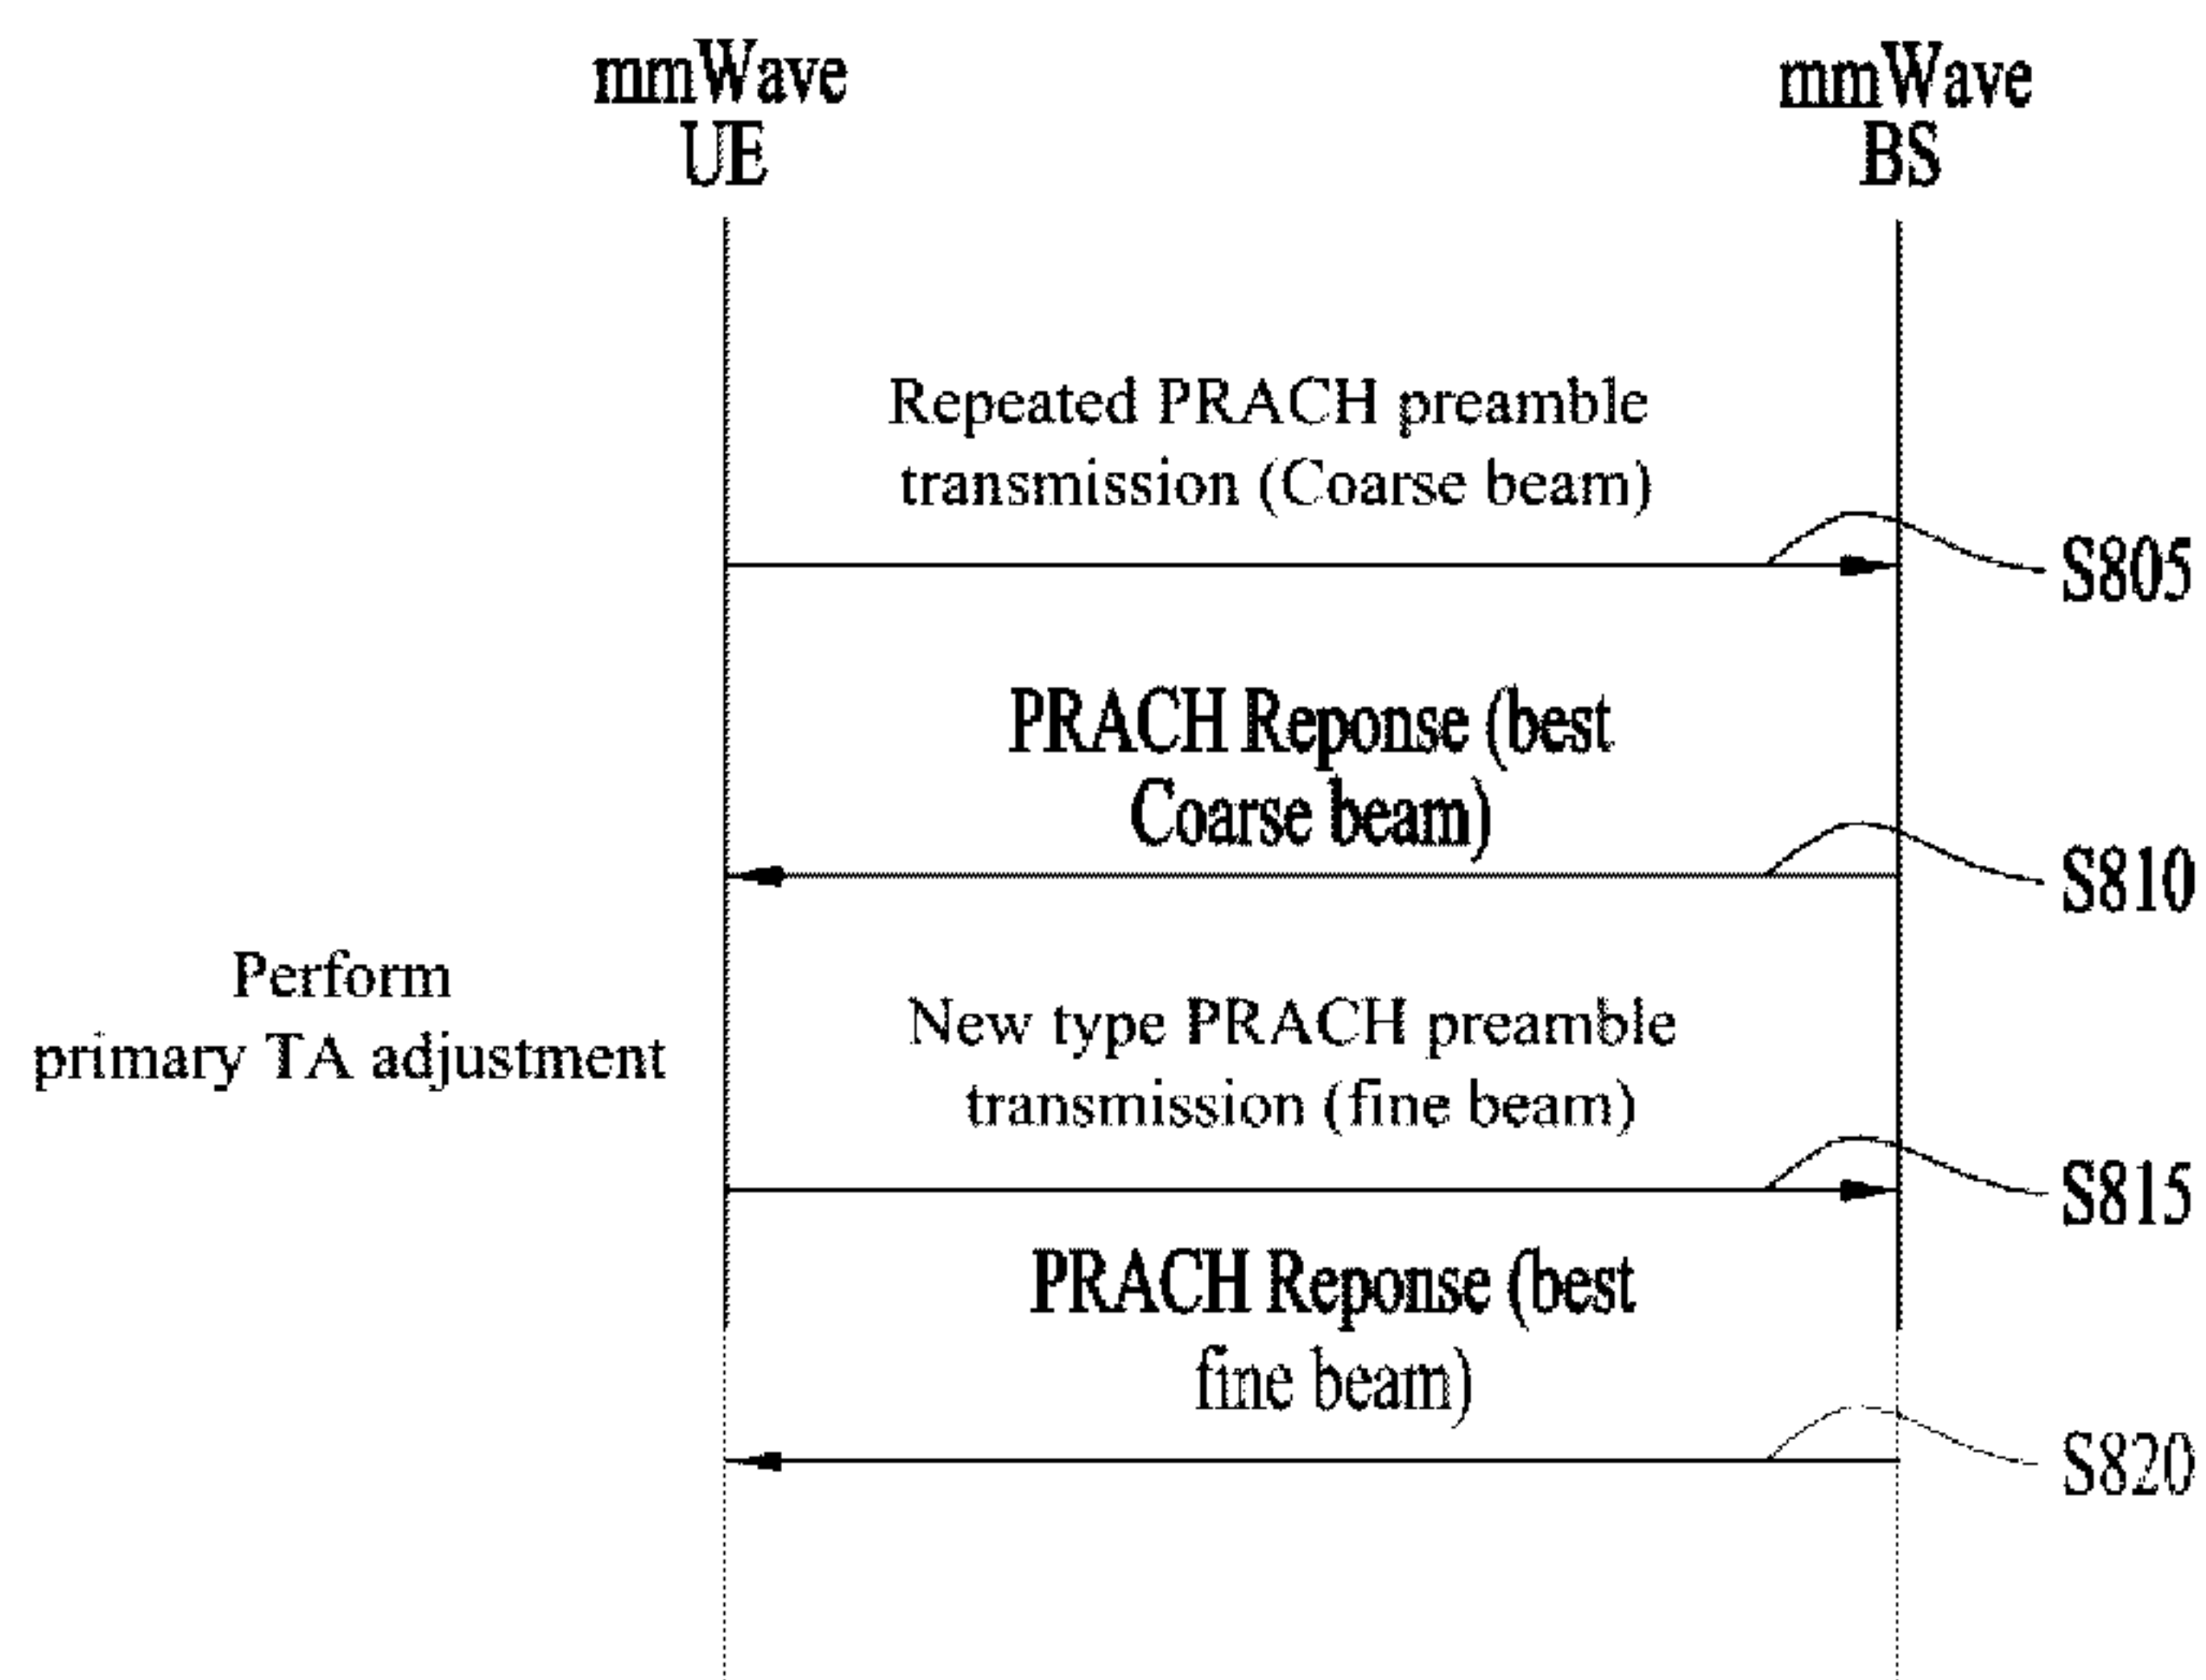 mmWave
UE
mmWave
BS
Repeated PRACH preamble
transmission (Coarse beam)
S805
PRACH Reponse (best
Coarse beam)
S810
Perform
primary TA adjustment
New type PRACH preamble
transmission (fine beam)
S815
PRACH Reponse (best
fine beam)
S820